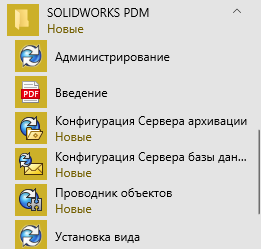 SOLIDWORKS PDM
Новые
Администрирование
PDF
Введение
Конфигурация Сервера архивации
Новые
Конфигурация Сервера базы дан...
Новые
Проводник объектов
Новые
Установка вида